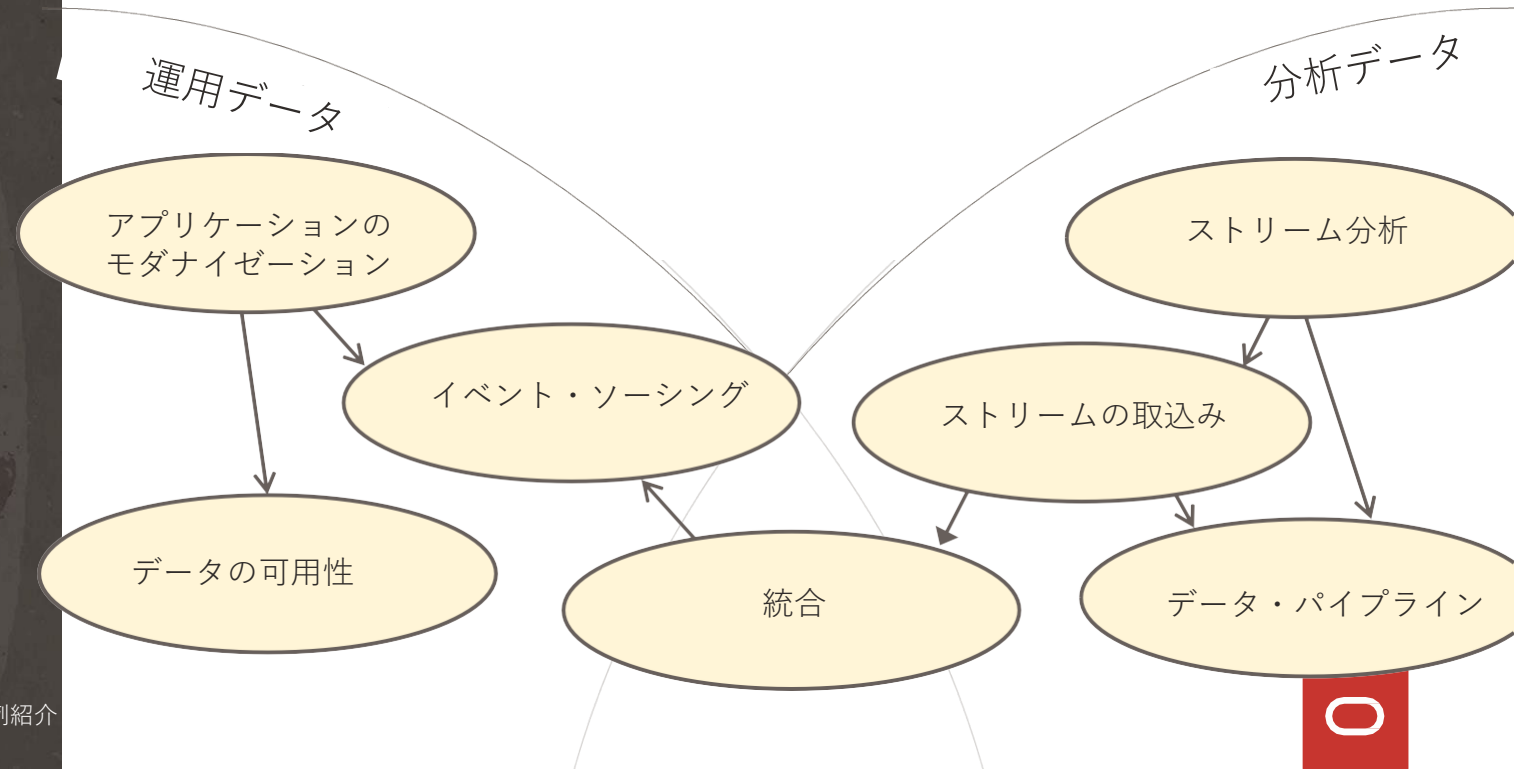 運用データ
分析データ
アプリケーションの
モダナイゼーション
ストリーム分析
イベント・ソーシング
ストリームの取込み
データの可用性
統合
データ・パイプライン
紹介